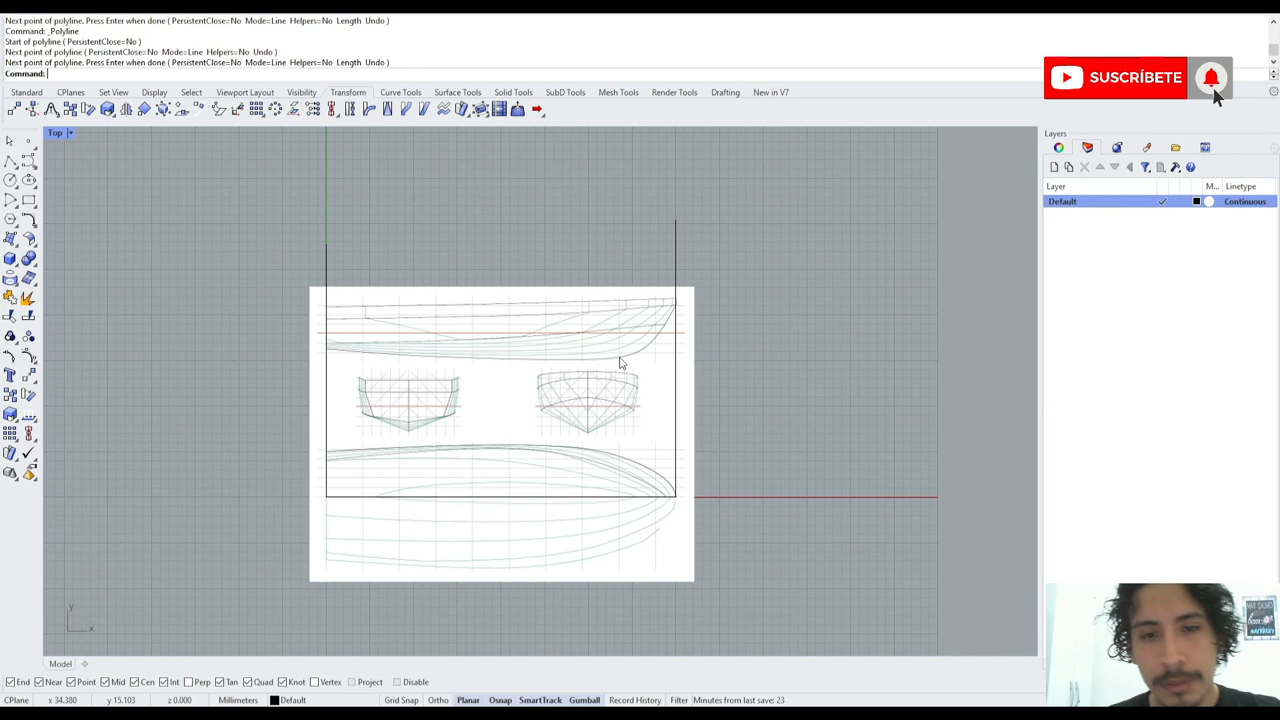 Next point of polyline. Press Enter when done ( PersistentClose=No Mode=Line Helpers=No Length Undo )
Command: _Polyline
Start of polyline ( PersistentClose=No )
Next point of polyline ( PersistentClose=No Mode=Line Helpers=No Undo )
Next point of polyline. Press Enter when done ( PersistentClose=No Mode=Line Helpers=No Length Undo )
Command:
SUSCRÍBETE
Standard CPlanes Set View Display Select Viewport Layout Visibility Transform Curve Tools Surface Tools Solid Tools SubD Tools Mesh Tools Render Tools Drafting New in V7
Top
Layers
Layer M... Linetype
Default Continuous
y
x
Model
End Near Point Mid Cen Int Perp Tan Quad Knot Vertex Project Disable
CPlane x 34.380 y 15.103 z 0.000 Millimeters Default Grid Snap Ortho Planar Osnap SmartTrack Gumball Record History Filter Minutes from last save: 23